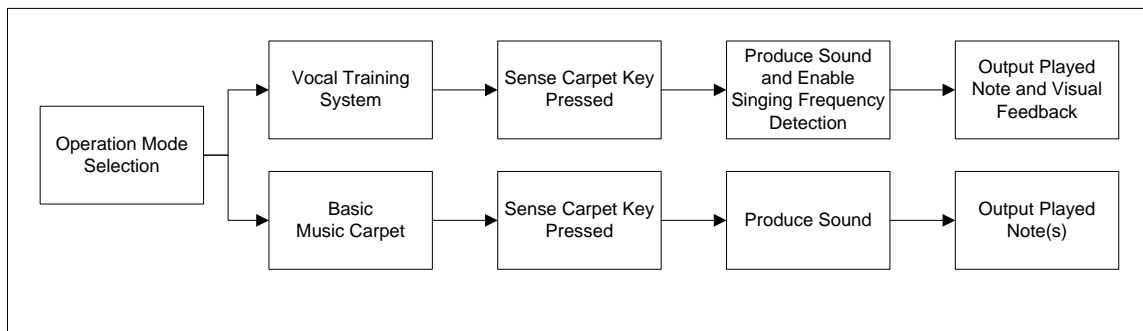 Operation Mode
Selection
Vocal Training
System
Sense Carpet Key
Pressed
Produce Sound
and Enable
Singing Frequency
Detection
Output Played
Note and Visual
Feedback
Basic
Music Carpet
Sense Carpet Key
Pressed
Produce Sound
Output Played
Note(s)